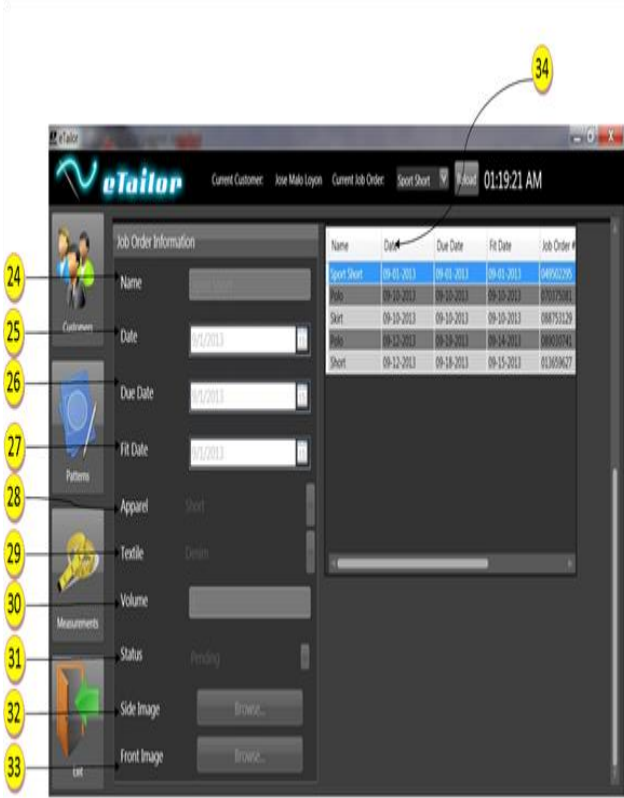 34
eTailor
eTailor Current Customer: Jose Malo Loyon Current Job Order: Sport Short Reload 01:19:21 AM
Job Order Information
Name Date Due Date Fit Date Job Order #
Sport Short 09-01-2013 09-01-2013 09-01-2013
Polo 09-10-2013 09-10-2013 09-10-2013
Skirt 09-10-2013 09-10-2013 09-10-2013 088753129
Polo 09-12-2013 09-19-2013 09-14-2013
Short 09-12-2013 09-18-2013 09-15-2013 013659627
24 Name
Customers
25 Date 9/1/2013
26 Due Date 9/1/2013
27 Fit Date 9/1/2013
Patterns
28 Apparel Short
29 Textile Denim
30 Volume
Measurements
31 Status Pending
32 Side Image Browse...
33 Front Image Browse...
Exit